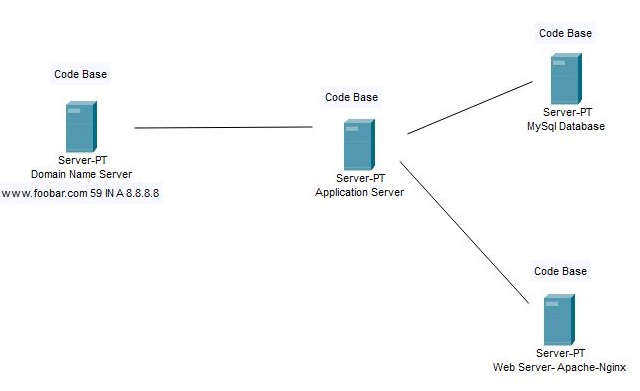 Code Base
Server-PT
Domain Name Server
www.foobar.com 59 IN A 8.8.8.8
Code Base
Server-PT
Application Server
Code Base
Server-PT
MySql Database
Code Base
Server-PT
Web Server- Apache-Nginx